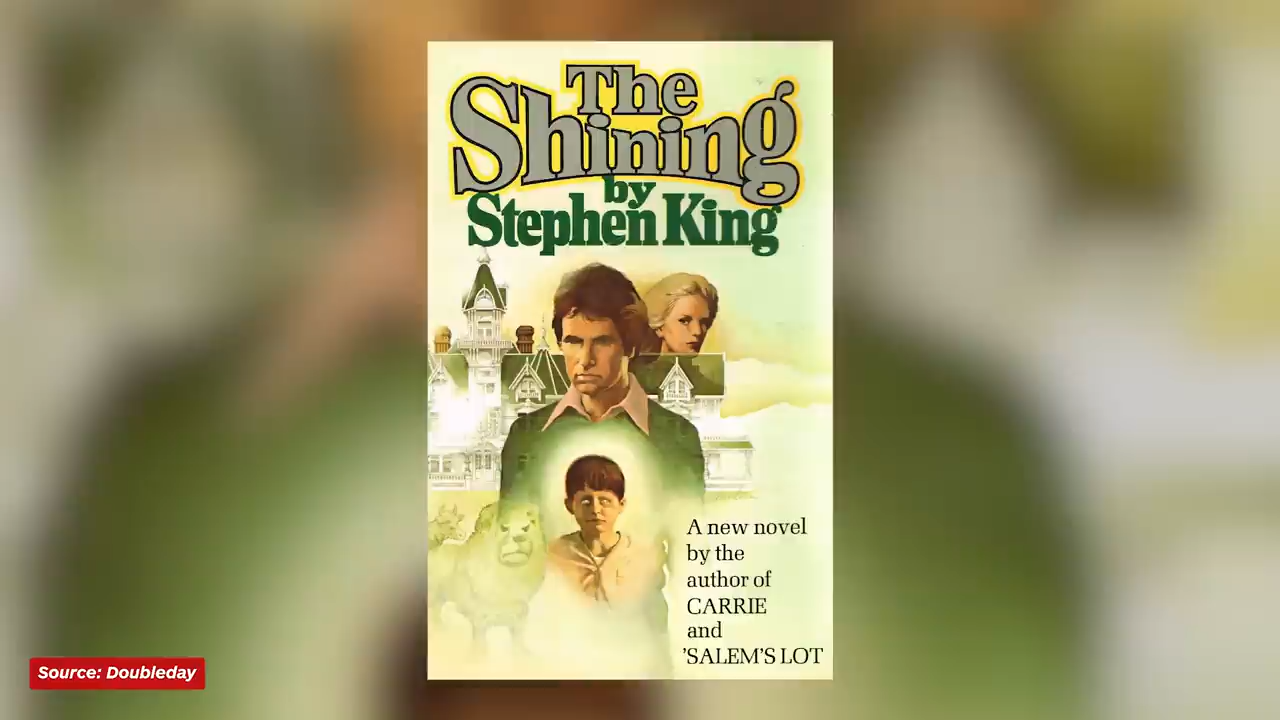 The
Shining
by
Stephen King
A new novel
by the
author of
CARRIE
and
'SALEM'S LOT
Source: Doubleday